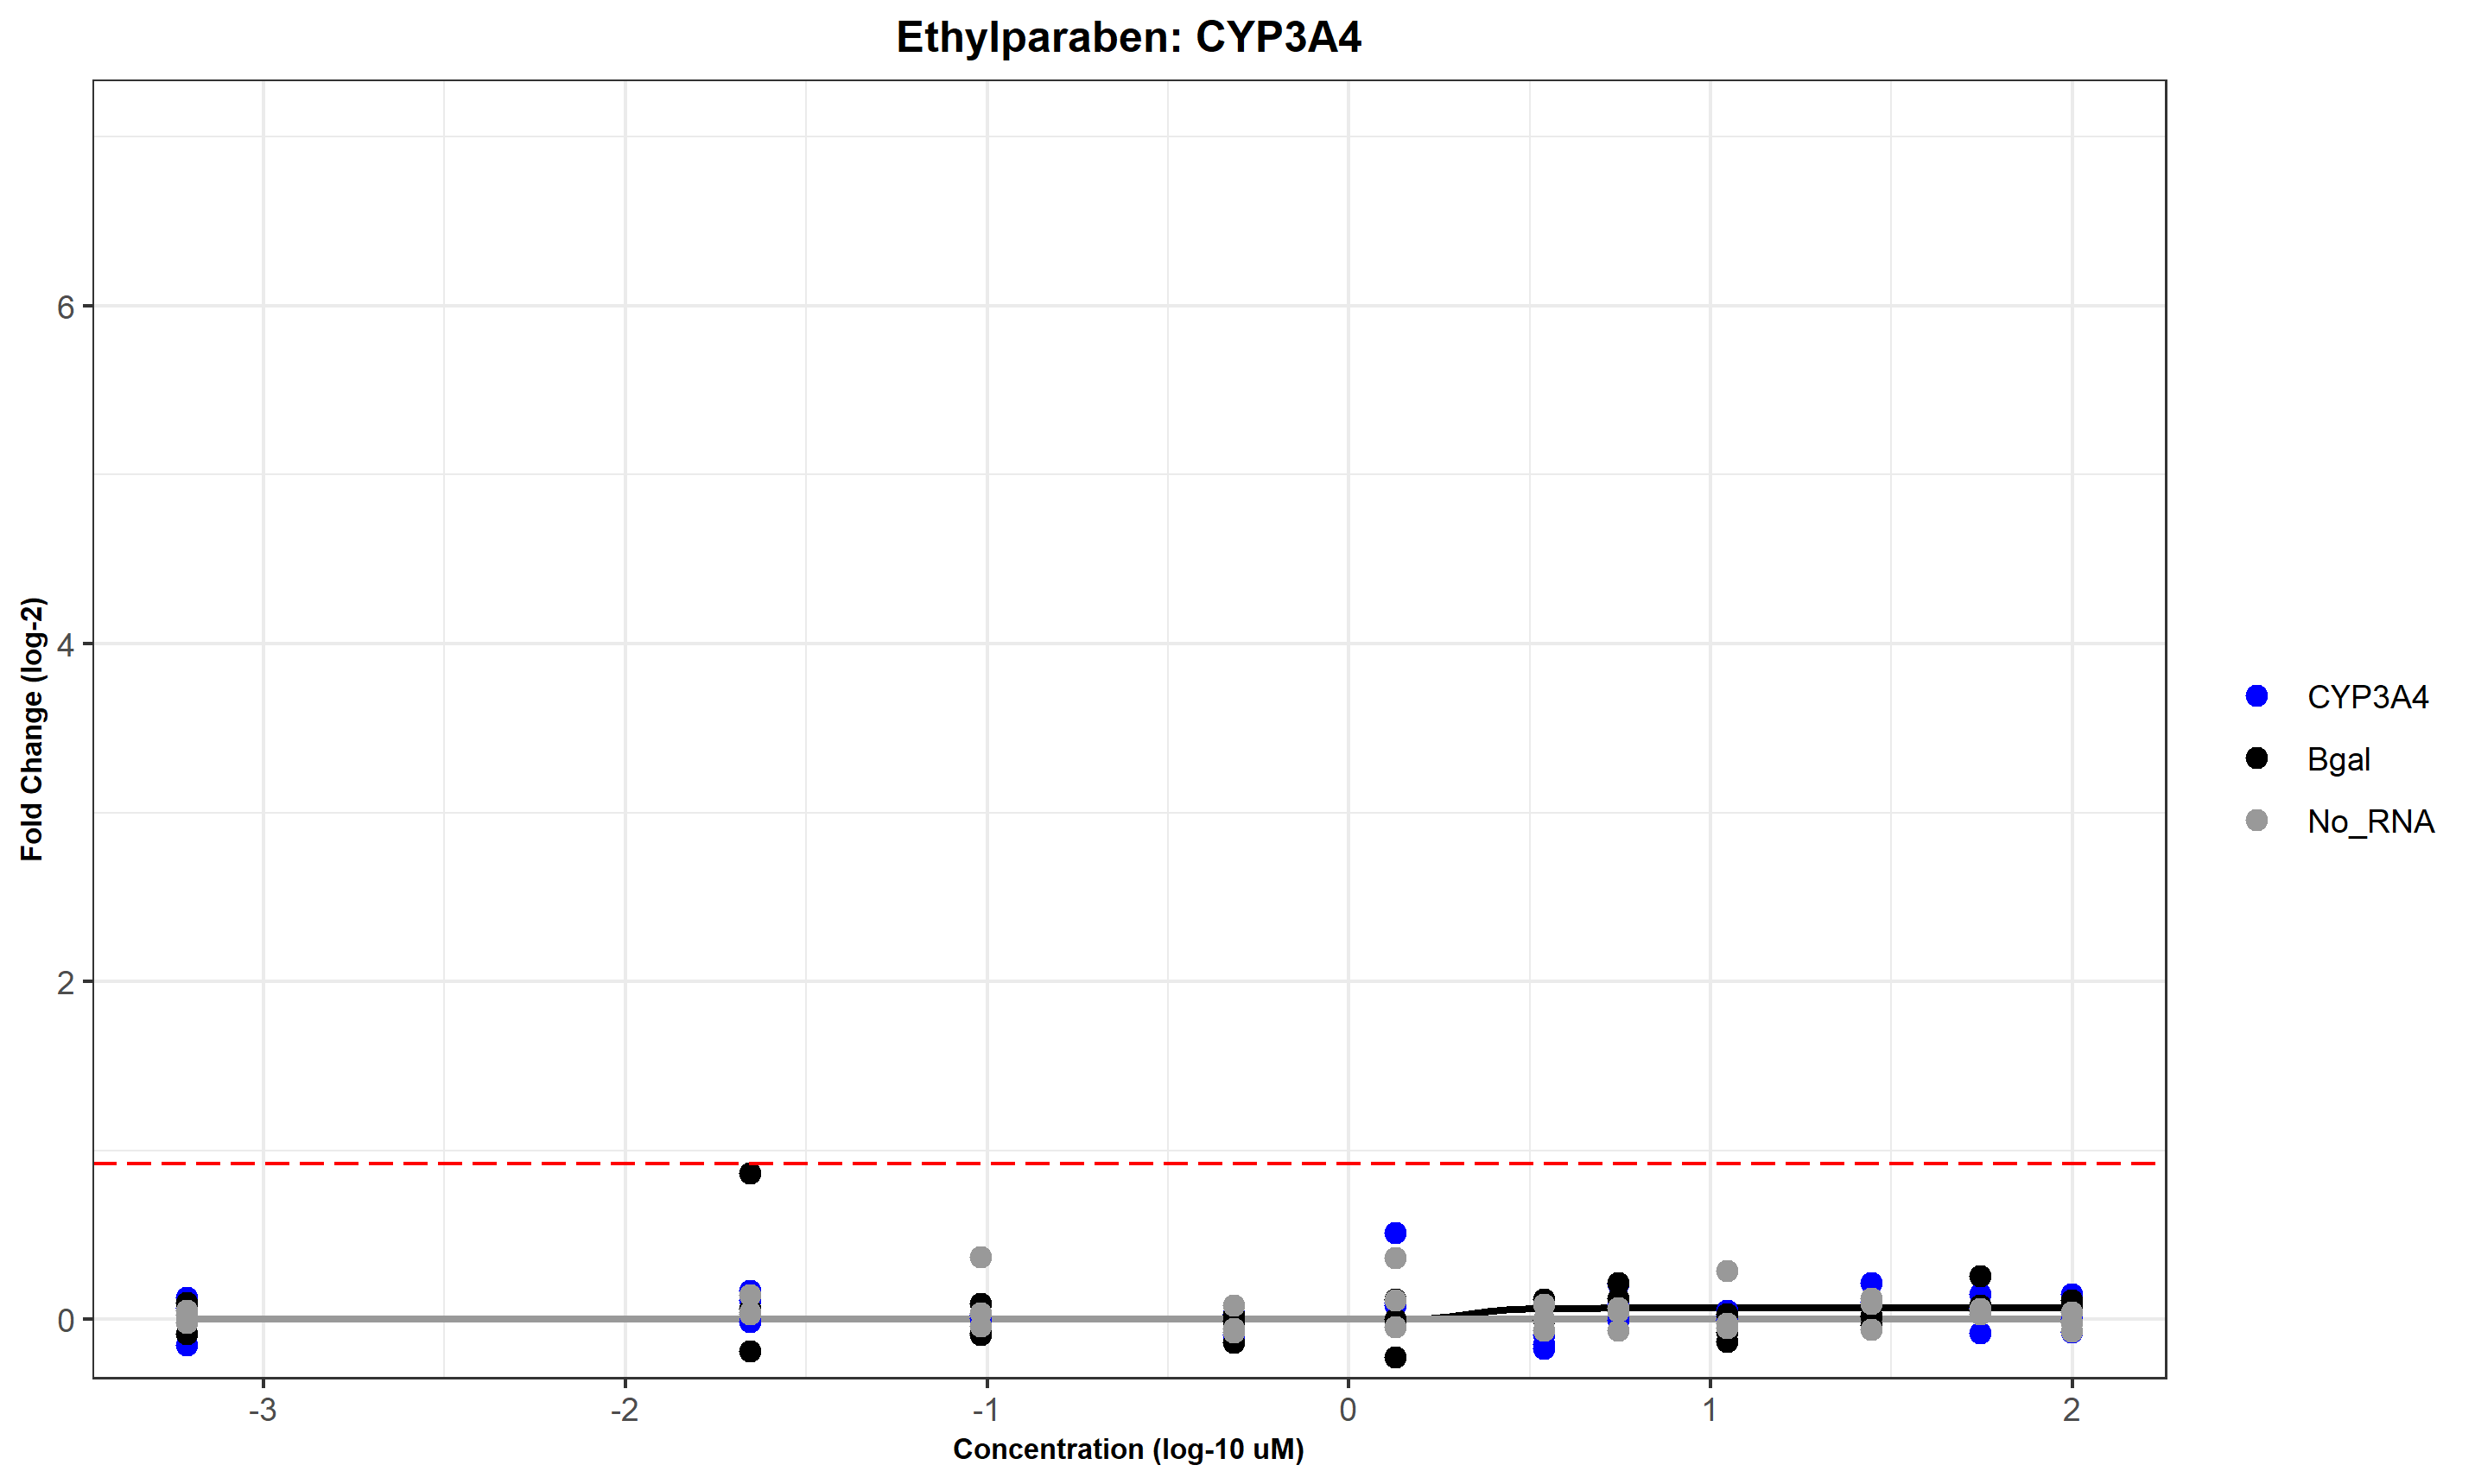 Ethylparaben: CYP3A4
Fold Change (log-2)
6
4
2
0
-3
-2
-1
0
1
2
Concentration (log-10 uM)
CYP3A4
Bgal
No_RNA